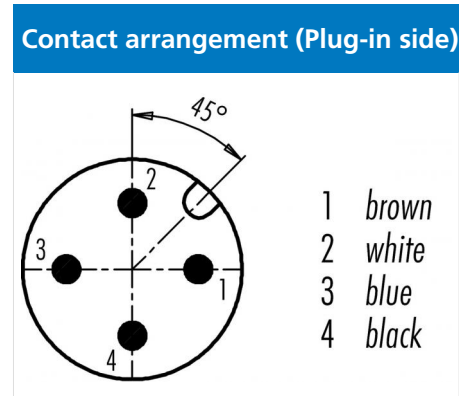 Contact arrangement (Plug-in side)
45°
2
3
1
4
1 brown
2 white
3 blue
4 black